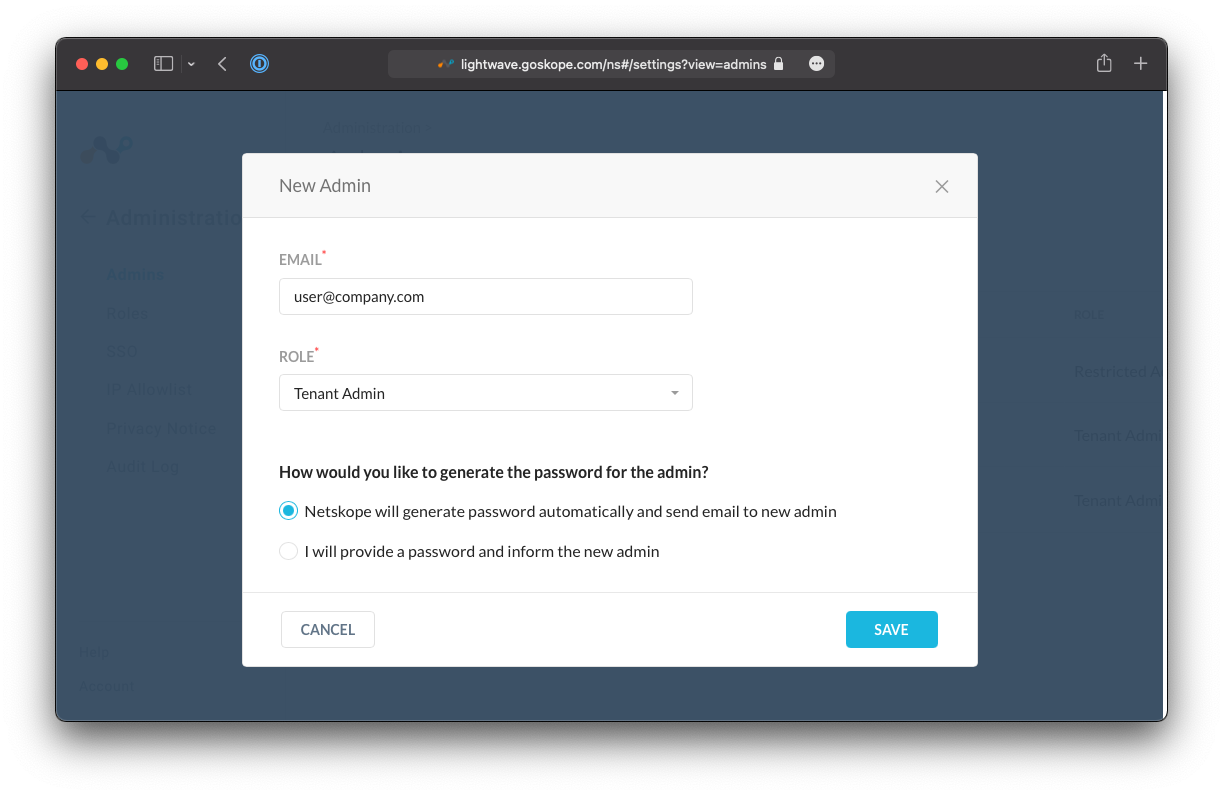 lightwave.goskope.com/ns#/settings?view=admins
Administration
Admins
Roles
SSO
IP Allowlist
Privacy Notice
Audit Log
Help
Account
New Admin
EMAIL*
user@company.com
ROLE*
Tenant Admin
How would you like to generate the password for the admin?
Netskope will generate password automatically and send email to new admin
I will provide a password and inform the new admin
CANCEL
SAVE
ROLE
Restricted A
Tenant Admi
Tenant Admi